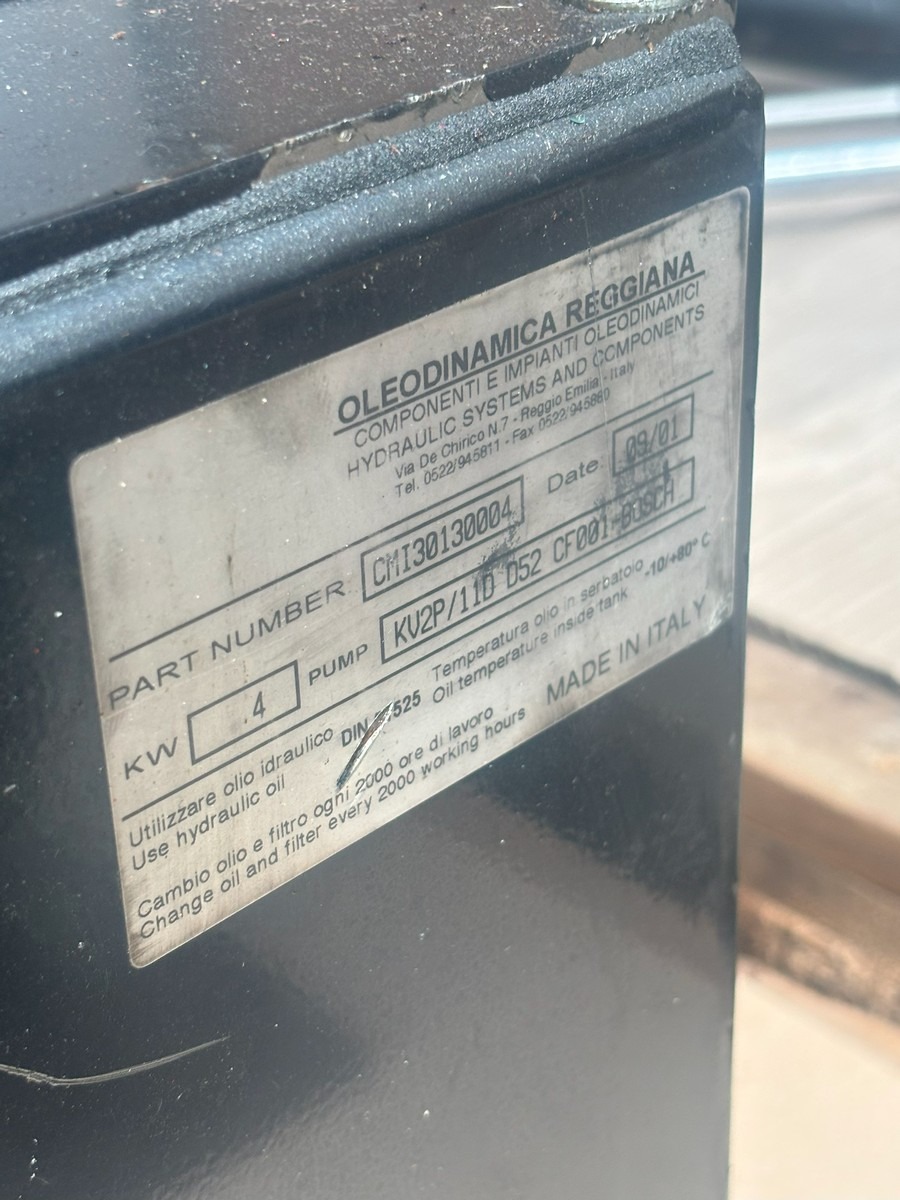 OLEODINAMICA REGGIANA
COMPONENTI E IMPIANTI OLEODINAMICI
HYDRAULIC SYSTEMS AND COMPONENTS
Via De Chirico N.7 - Reggio Emilia - Italy
Tel. 0522/945811 - Fax 0522/945860
PART NUMBER CMI30130004 Date 09/01
KW 4 PUMP KV2P/11D D52 CF001-BOSCH
Utilizzare olio idraulico DIN Temperatura olio in serbatoio -10/+80° C
Use hydraulic oil Oil temperature inside tank
Cambio olio e filtro ogni 2000 ore di lavoro MADE IN ITALY
Change oil and filter every 2000 working hours